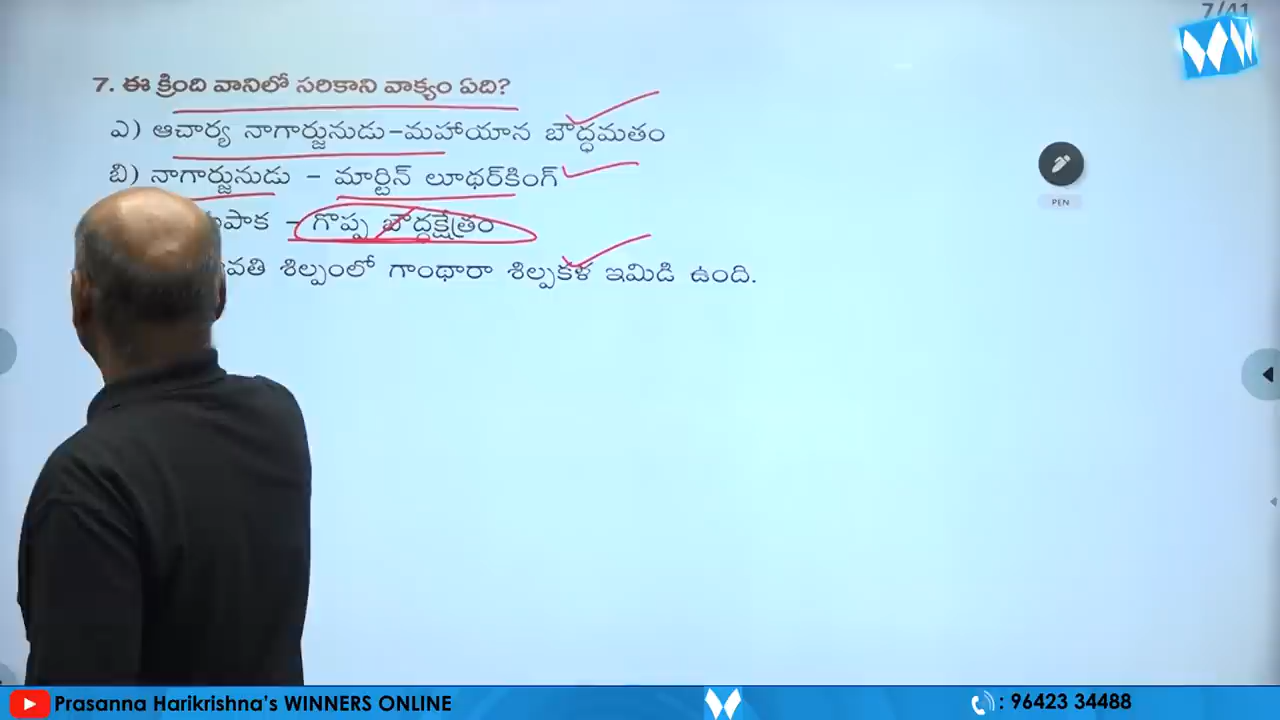 7/41
7. ఈ క్రింది వానిలో సరికాని వాక్యం ఏది?
ఎ) ఆచార్య నాగార్జునుడు-మహాయాన బౌద్ధమతం
బి) నాగార్జునుడు - మార్టిన్ లూథర్‌కింగ్
- గొప్ప బౌద్ధక్షేత్రం
శిల్పంలో గాంధారా శిల్పకళ ఇమిడి ఉంది.
PEN
Prasanna Harikrishna's WINNERS ONLINE
: 96423 34488